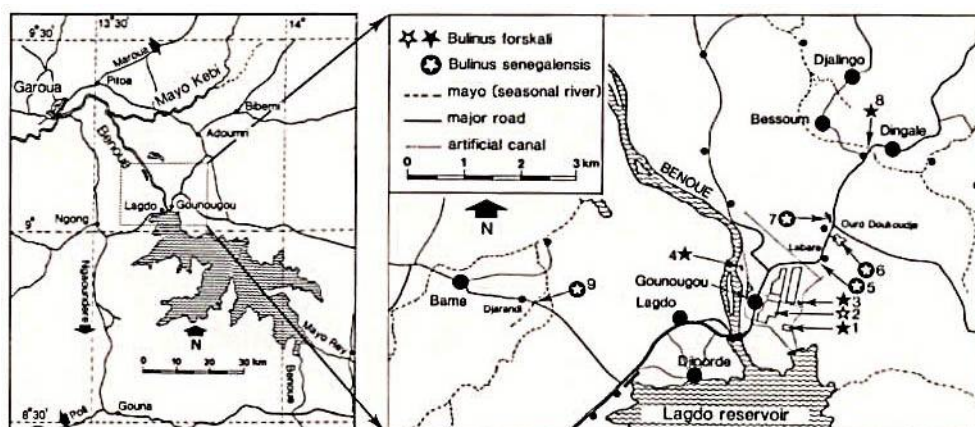 13°30'
14°
9°30'
Maroua
Pitoa
Garoua
Mayo Kebi
Bibemi
Adoumri
Benoué
Lagdo
Gounougou
Ngong
9°
Ngaoundere
N
0 10 20 30 km
Mayo Rey
Benoue
8°30'
Poli
Gouna
Bulinus forskali
Bulinus senegalensis
mayo (seasonal river)
major road
artificial canal
0 1 2 3 km
N
Djalingo
8
Bessoum
Dingale
BENOUE
7
Ouro Doukoudje
Labare
4
6
5
Gounougou
3
2
1
9
Bame
Djarandi
Lagdo
Djiporde
Lagdo reservoir